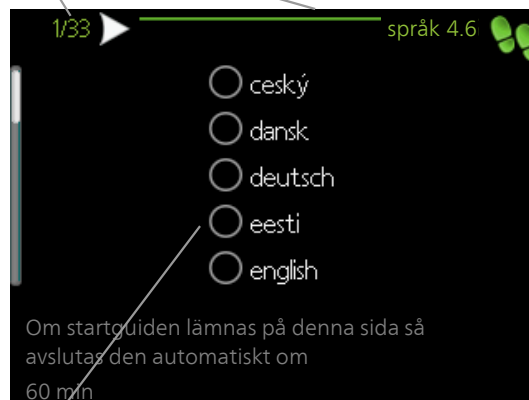 1/33 språk 4.6
ceský
dansk
deutsch
eesti
english
Om startguiden lämnas på denna sida så
avslutas den automatiskt om
60 min